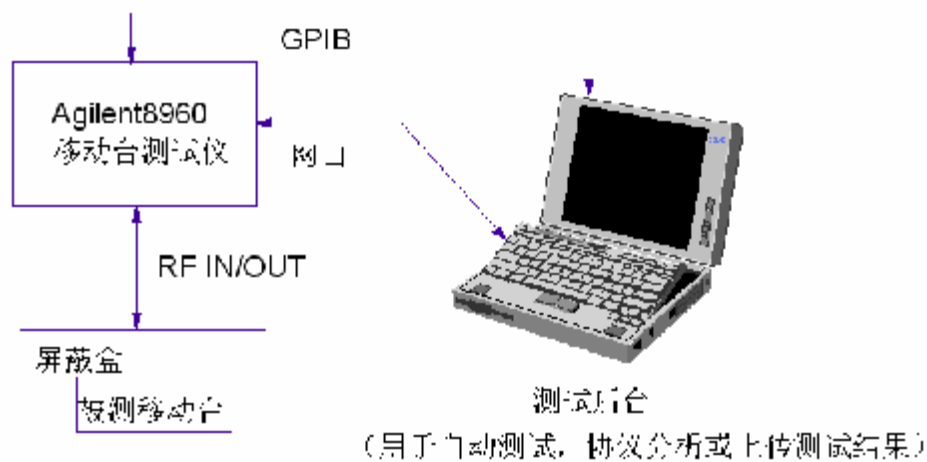 GPIB
Agilent8960
移动台测试仪
网口
RF IN/OUT
屏蔽盒
被测移动台
测试后台
（用于自动测试，协议分析或上传测试结果）